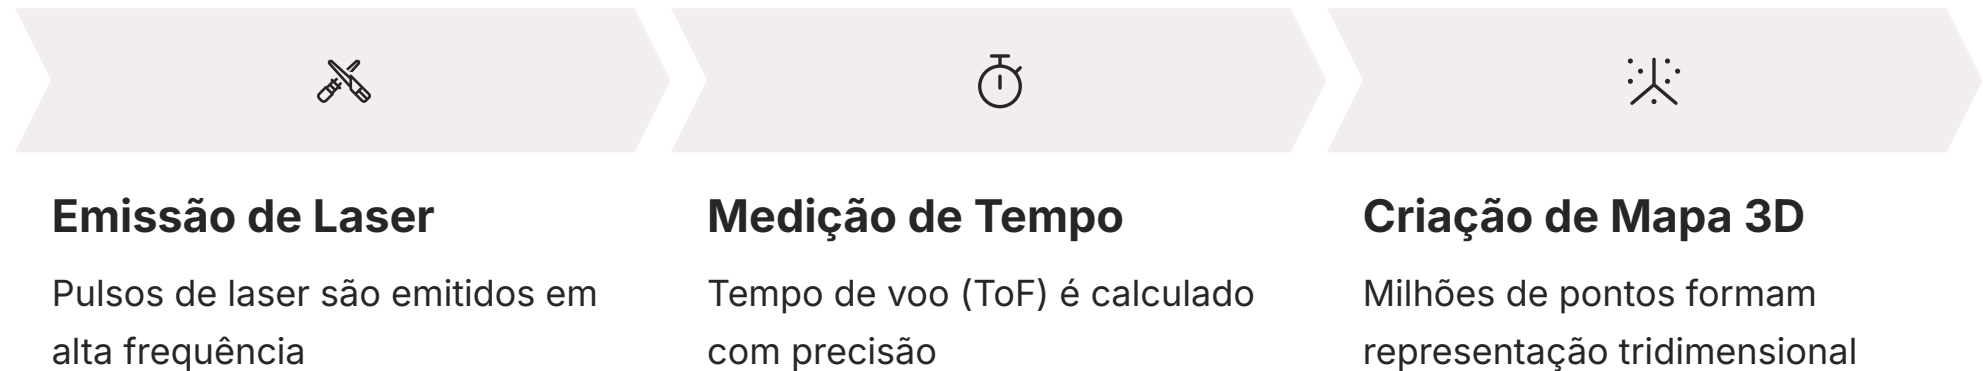 Emissão de Laser
Pulsos de laser são emitidos em
alta frequência
Medição de Tempo
Tempo de voo (ToF) é calculado
com precisão
Criação de Mapa 3D
Milhões de pontos formam
representação tridimensional